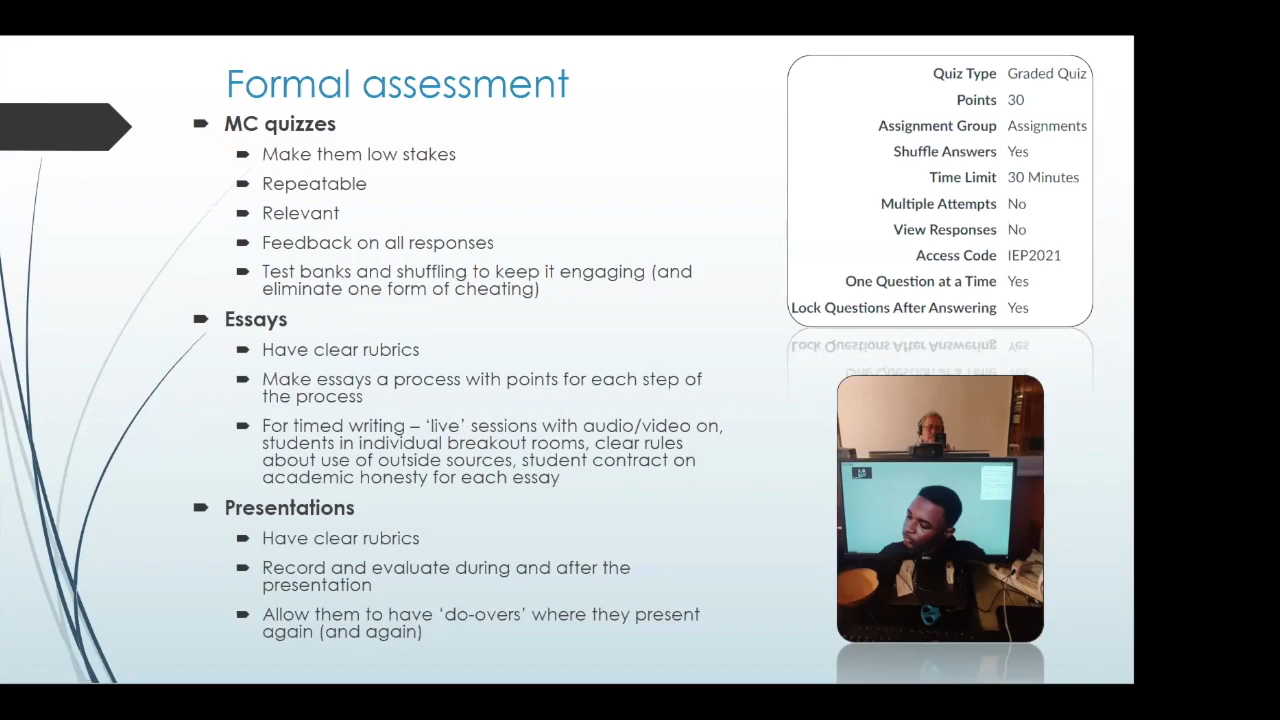 Formal assessment
MC quizzes
Make them low stakes
Repeatable
Relevant
Feedback on all responses
Test banks and shuffling to keep it engaging (and
eliminate one form of cheating)
Essays
Have clear rubrics
Make essays a process with points for each step of
the process
For timed writing – ‘live’ sessions with audio/video on,
students in individual breakout rooms, clear rules
about use of outside sources, student contract on
academic honesty for each essay
Presentations
Have clear rubrics
Record and evaluate during and after the
presentation
Allow them to have ‘do-overs’ where they present
again (and again)
Quiz Type Graded Quiz
Points 30
Assignment Group Assignments
Shuffle Answers Yes
Time Limit 30 Minutes
Multiple Attempts No
View Responses No
Access Code IEP2021
One Question at a Time Yes
Lock Questions After Answering Yes